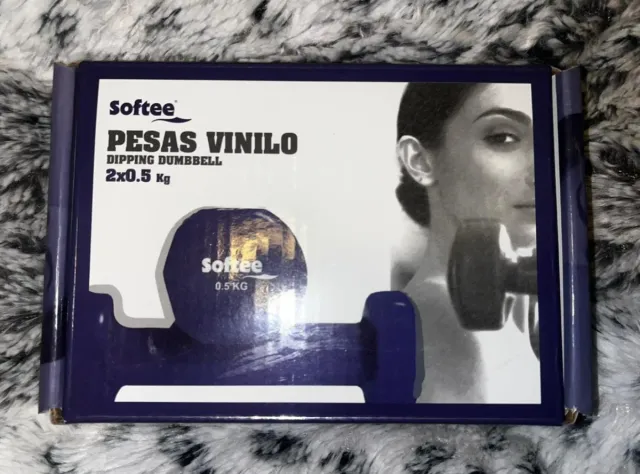 Softee®
PESAS VINILO
DIPPING DUMBBELL
2x0.5 Kg
Softee
0.5 KG